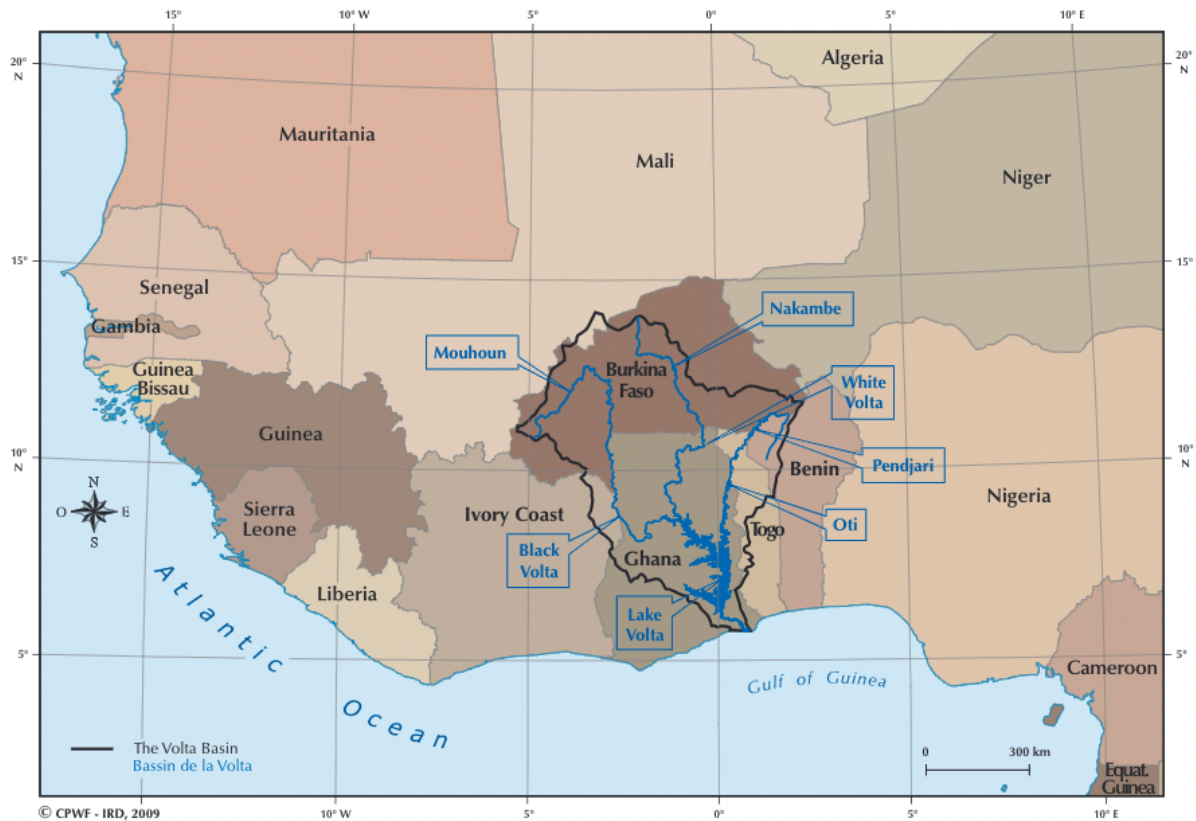 15°
10° W
5°
0°
5°
10° E
20°
N
20°
N
Algeria
Mauritania
Mali
Niger
15°
15°
Senegal
Nakambe
Gambia
Mouhoun
Guinea
Bissau
Burkina
Faso
White
Volta
Guinea
10°
N
10°
N
Benin
Pendjari
N
O
E
S
Sierra
Leone
Ivory Coast
Nigeria
Togo
Oti
Black
Volta
Ghana
Liberia
Lake
Volta
Atlantic
Ocean
5°
5°
Gulf of Guinea
Cameroon
The Volta Basin
Bassin de la Volta
0
300 km
Equat.
Guinea
© CPWF - IRD, 2009
10° W
5°
0°
5°
10° E